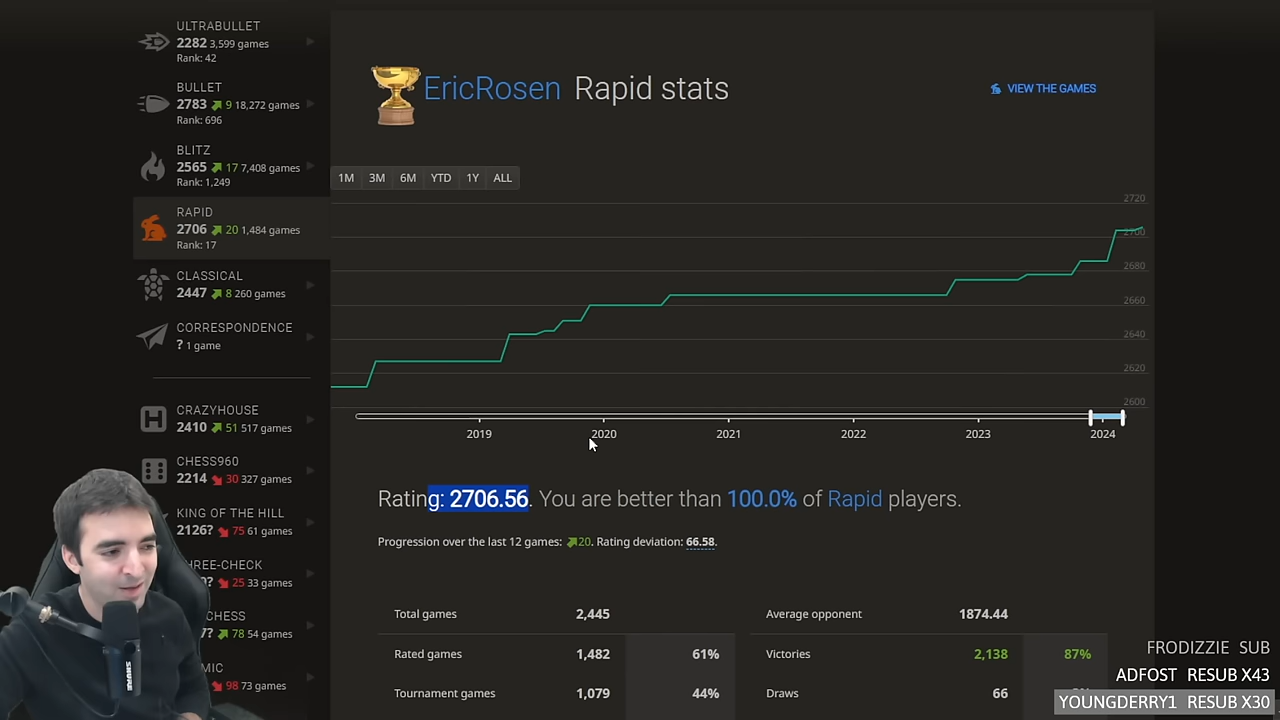 ULTRABULLET
2282 3,599 games
Rank: 42
BULLET
2783 9 18,272 games
Rank: 696
BLITZ
2565 17 7,408 games
Rank: 1,249
RAPID
2706 20 1,484 games
Rank: 17
CLASSICAL
2447 8 260 games
CORRESPONDENCE
? 1 game
CRAZYHOUSE
2410 51 517 games
CHESS960
2214 30 327 games
KING OF THE HILL
2126? 75 61 games
HREE-CHECK
? 25 33 games
CHESS
7? 78 54 games
MIC
98 73 games
EricRosen Rapid stats
VIEW THE GAMES
1M 3M 6M YTD 1Y ALL
2720
2700
2680
2660
2640
2620
2600
2019 2020 2021 2022 2023 2024
Rating: 2706.56. You are better than 100.0% of Rapid players.
Progression over the last 12 games: 20. Rating deviation: 66.58.
Total games 2,445
Rated games 1,482 61%
Tournament games 1,079 44%
Average opponent 1874.44
Victories 2,138 87%
Draws 66
FRODIZZIE SUB
ADFOST RESUB X43
YOUNGDERRY1 RESUB X30